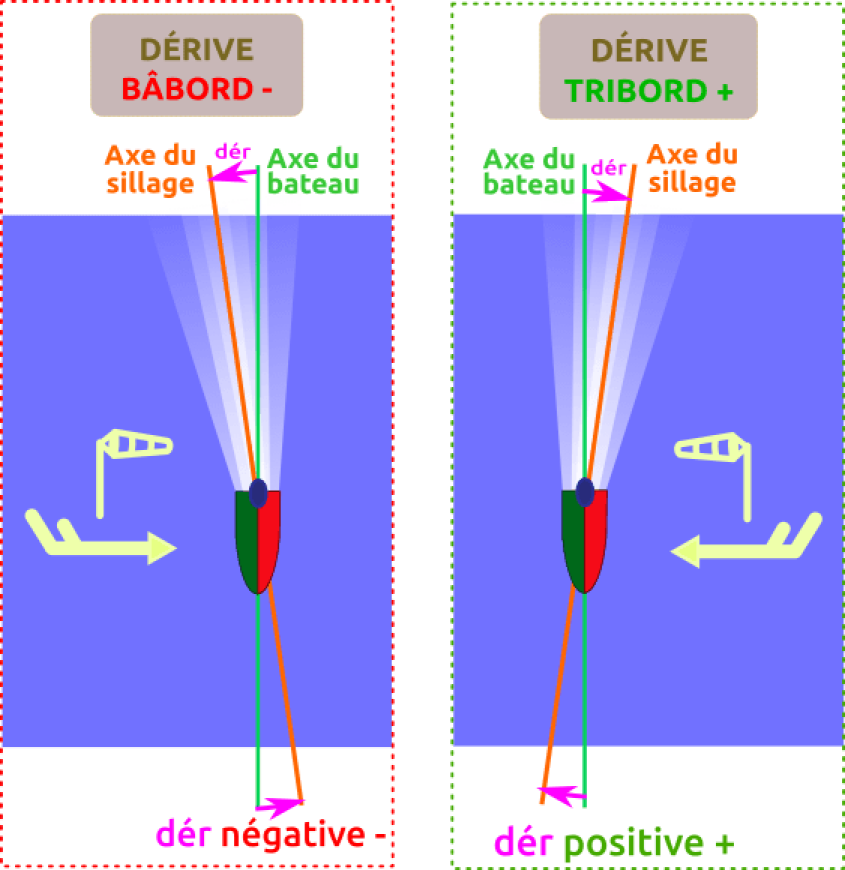 DÉRIVE
BÂBORD -
Axe du
sillage
dér
Axe du
bateau
dér négative -
DÉRIVE
TRIBORD +
Axe du
bateau
dér
Axe du
sillage
dér positive +